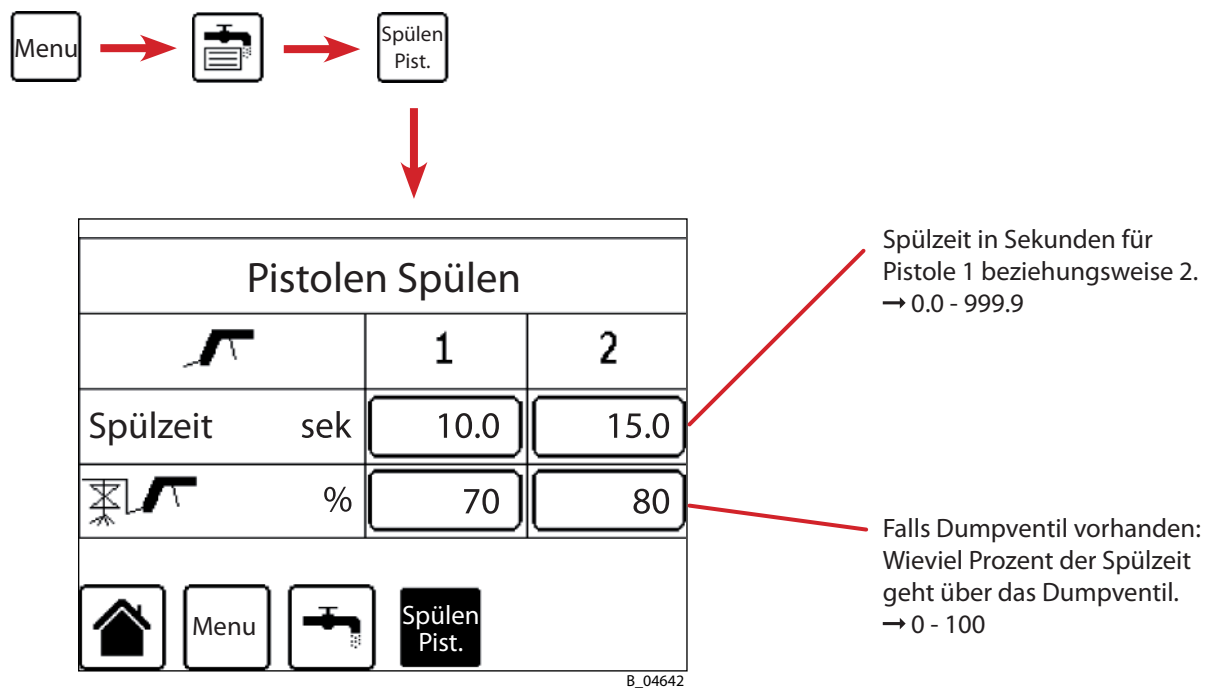 Menu
Spülen
Pist.
Pistolen Spülen
1 2
Spülzeit sek 10.0 15.0
% 70 80
Menu
Spülen
Pist.
Spülzeit in Sekunden für
Pistole 1 beziehungsweise 2.
→ 0.0 - 999.9
Falls Dumpventil vorhanden:
Wieviel Prozent der Spülzeit
geht über das Dumpventil.
→ 0 - 100
B_04642